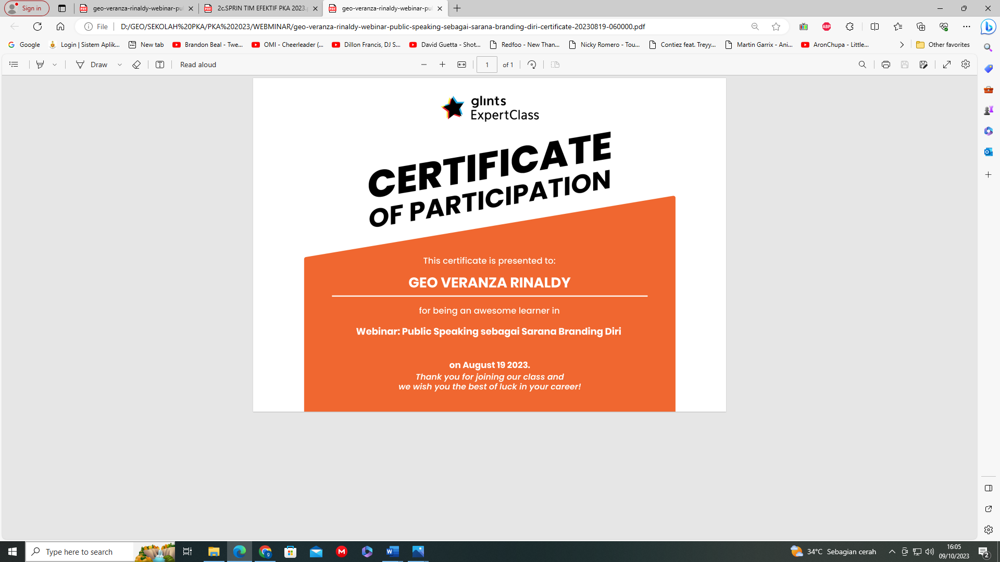 Sign in
geo-veranza-rinaldy-webinar-pu
2c.SPRIN TIM EFEKTIF PKA 2023.
geo-veranza-rinaldy-webinar-pu
File
D:/GEO/SEKOLAH%20PKA/PKA%202023/WEBMINAR/geo-veranza-rinaldy-webinar-public-speaking-sebagai-sarana-branding-diri-certificate-20230819-060000.pdf
ABP
Google
Login | Sistem Aplik...
New tab
Brandon Beal - Twe...
OMI - Cheerleader (...
Dillon Francis, DJ S...
David Guetta - Shot...
Redfoo - New Than...
Nicky Romero - Tou...
Contiez feat. Treyy...
Martin Garrix - Ani...
AronChupa - Little...
Other favorites
Draw
Read aloud
1
of 1
glints
ExpertClass
CERTIFICATE
OF PARTICIPATION
This certificate is presented to:
GEO VERANZA RINALDY
for being an awesome learner in
Webinar: Public Speaking sebagai Sarana Branding Diri
on August 19 2023.
Thank you for joining our class and
we wish you the best of luck in your career!
Type here to search
34°C Sebagian cerah
16:05
09/10/2023
2